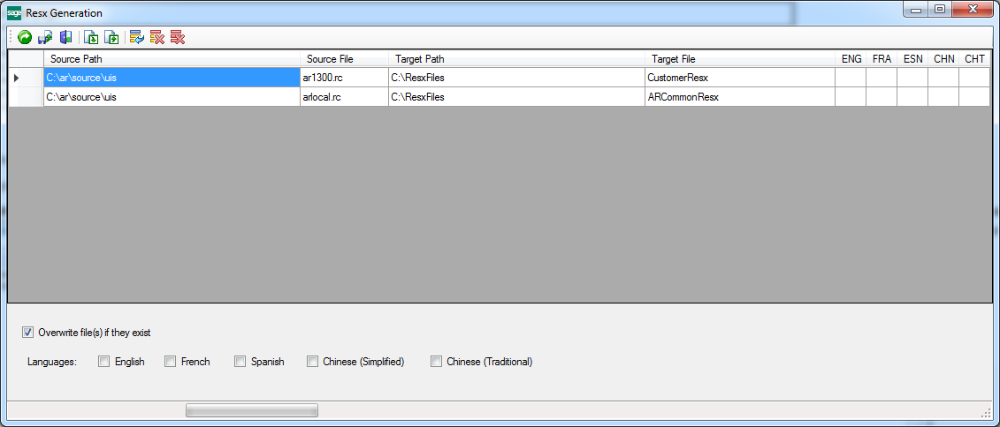 sage Resx Generation
Source Path Source File Target Path Target File ENG FRA ESN CHN CHT
C:\ar\source\uis ar1300.rc C:\ResxFiles CustomerResx
C:\ar\source\uis arlocal.rc C:\ResxFiles ARCommonResx
Overwrite file(s) if they exist
Languages: English French Spanish Chinese (Simplified) Chinese (Traditional)